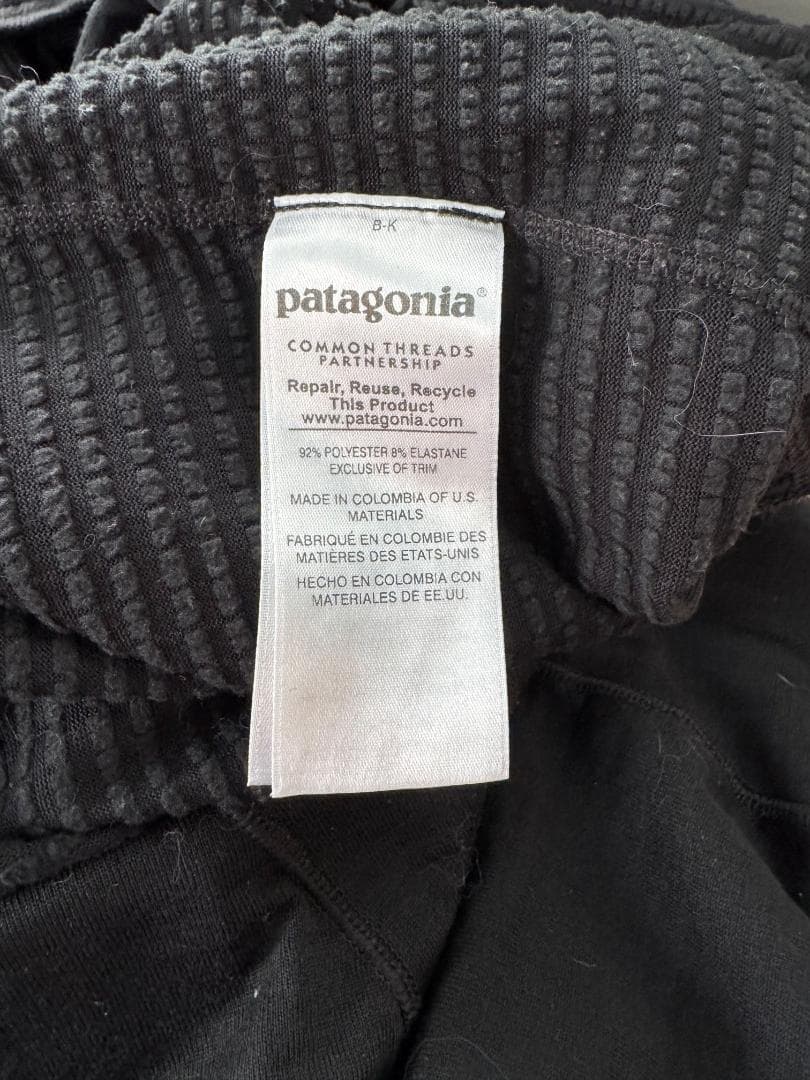 B-K
patagonia®
COMMON THREADS
PARTNERSHIP
Repair, Reuse, Recycle
This Product
www.patagonia.com
92% POLYESTER 8% ELASTANE
EXCLUSIVE OF TRIM
MADE IN COLOMBIA OF U.S.
MATERIALS
FABRIQUÉ EN COLOMBIE DES
MATIÈRES DES ETATS-UNIS
HECHO EN COLOMBIA CON
MATERIALES DE EE.UU.